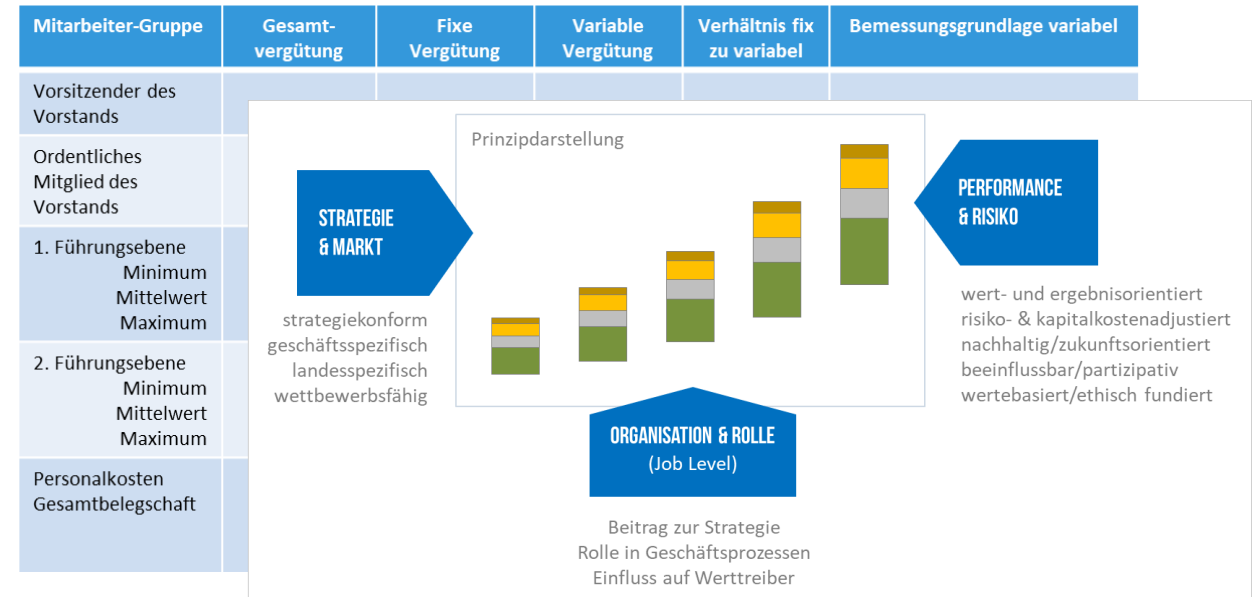 Mitarbeiter-Gruppe
Gesamt-
vergütung
Fixe
Vergütung
Variable
Vergütung
Verhältnis fix
zu variabel
Bemessungsgrundlage variabel
Vorsitzender des
Vorstands
Ordentliches
Mitglied des
Vorstands
1. Führungsebene
Minimum
Mittelwert
Maximum
2. Führungsebene
Minimum
Mittelwert
Maximum
Personalkosten
Gesamtbelegschaft
Prinzipdarstellung
STRATEGIE
& MARKT
strategiekonform
geschäftsspezifisch
landesspezifisch
wettbewerbsfähig
PERFORMANCE
& RISIKO
wert- und ergebnisorientiert
risiko- & kapitalkostenadjustiert
nachhaltig/zukunftsorientiert
beeinflussbar/partizipativ
wertebasiert/ethisch fundiert
ORGANISATION & ROLLE
(Job Level)
Beitrag zur Strategie
Rolle in Geschäftsprozessen
Einfluss auf Werttreiber